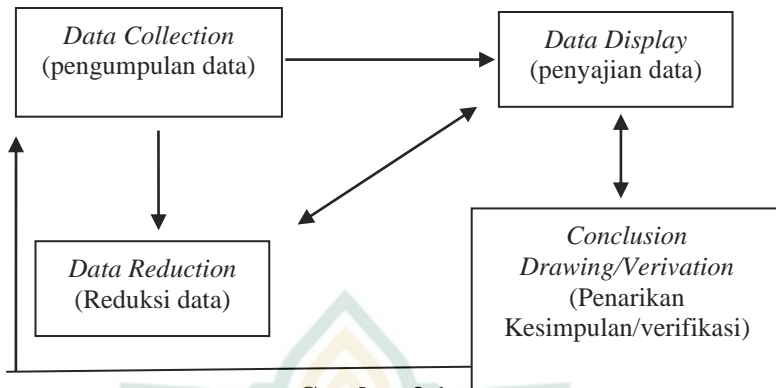 Data Collection
(pengumpulan data)
Data Display
(penyajian data)
Data Reduction
(Reduksi data)
Conclusion
Drawing/Verivation
(Penarikan
Kesimpulan/verifikasi)